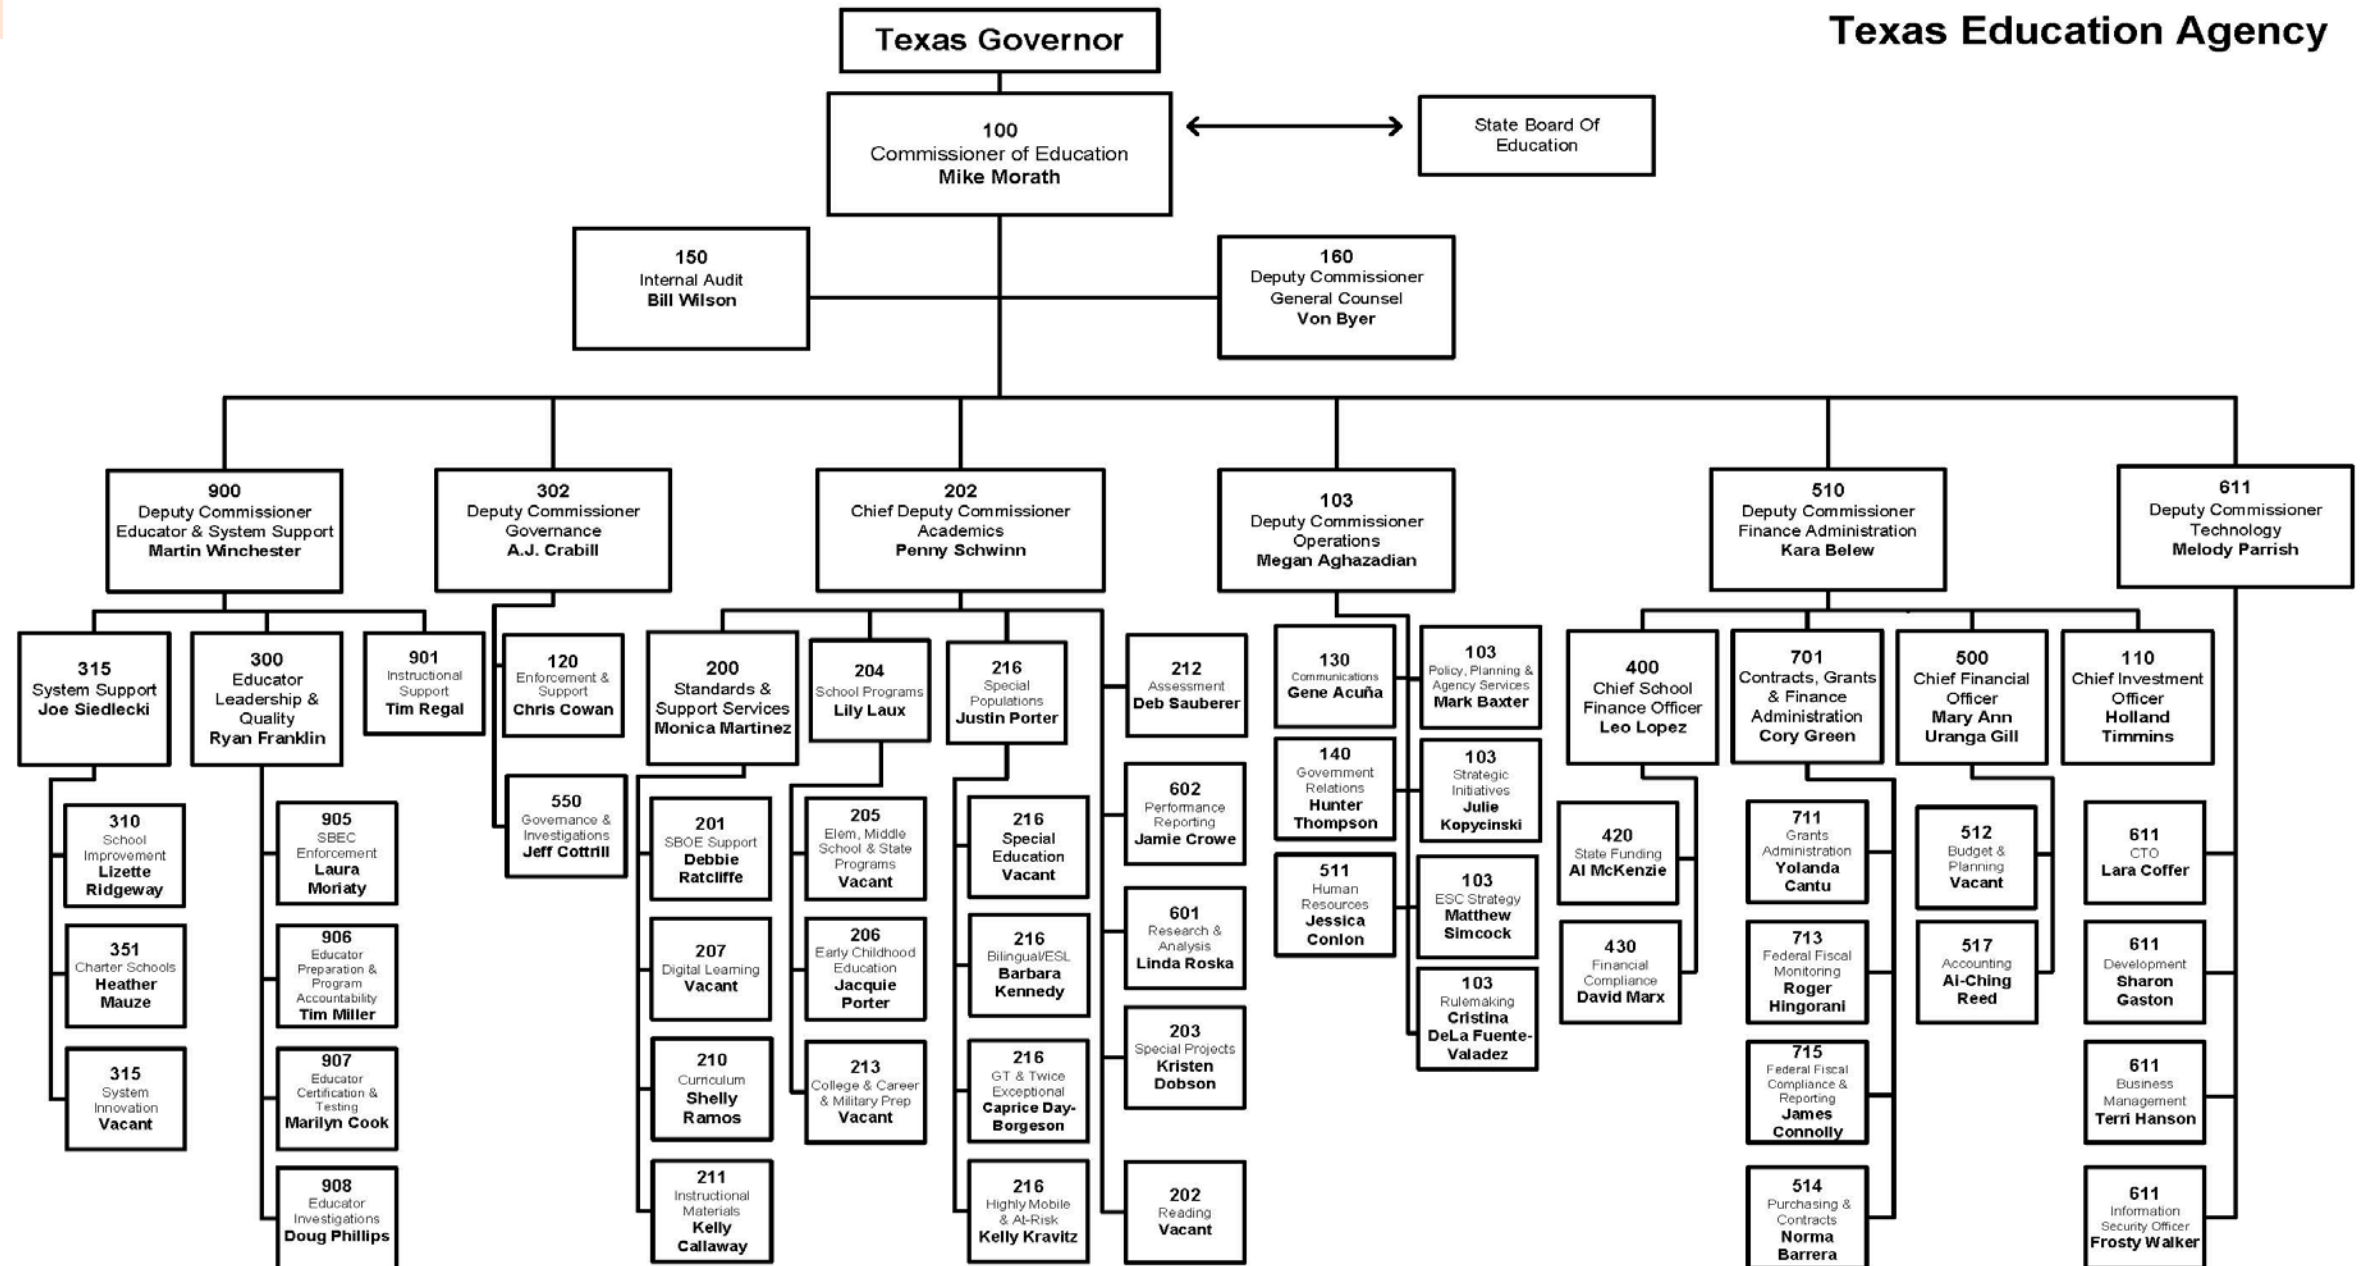 Texas Education Agency
Texas Governor
100
Commissioner of Education
Mike Morath
State Board Of
Education
150
Internal Audit
Bill Wilson
160
Deputy Commissioner
General Counsel
Von Byer
900
Deputy Commissioner
Educator & System Support
Martin Winchester
302
Deputy Commissioner
Governance
A.J. Crabill
202
Chief Deputy Commissioner
Academics
Penny Schwinn
103
Deputy Commissioner
Operations
Megan Aghazadian
510
Deputy Commissioner
Finance Administration
Kara Belew
611
Deputy Commissioner
Technology
Melody Parrish
315
System Support
Joe Siedlecki
310
School
Improvement
Lizette
Ridgeway
351
Charter Schools
Heather
Mauze
315
System
Innovation
Vacant
300
Educator
Leadership &
Quality
Ryan Franklin
905
SBEC
Enforcement
Laura
Moriaty
906
Educator
Preparation &
Program
Accountability
Tim Miller
907
Educator
Certification &
Testing
Marilyn Cook
908
Educator
Investigations
Doug Phillips
901
Instructional
Support
Tim Regal
120
Enforcement &
Support
Chris Cowan
550
Governance &
Investigations
Jeff Cottrill
200
Standards &
Support Services
Monica Martinez
201
SBOE Support
Debbie
Ratcliffe
207
Digital Learning
Vacant
210
Curriculum
Shelly
Ramos
211
Instructional
Materials
Kelly
Callaway
204
School Programs
Lily Laux
205
Elem, Middle
School & State
Programs
Vacant
206
Early Childhood
Education
Jacquie
Porter
213
College & Career
& Military Prep
Vacant
216
Special
Populations
Justin Porter
216
Special
Education
Vacant
216
Bilingual/ESL
Barbara
Kennedy
216
GT & Twice
Exceptional
Caprice Day-
Borgeson
216
Highly Mobile
& At-Risk
Kelly Kravitz
212
Assessment
Deb Sauberer
602
Performance
Reporting
Jamie Crowe
601
Research &
Analysis
Linda Roska
203
Special Projects
Kristen
Dobson
202
Reading
Vacant
130
Communications
Gene Acuña
140
Government
Relations
Hunter
Thompson
511
Human
Resources
Jessica
Conlon
103
Policy, Planning &
Agency Services
Mark Baxter
103
Strategic
Initiatives
Julie
Kopycinski
103
ESC Strategy
Matthew
Simcock
103
Rulemaking
Cristina
DeLa Fuente-
Valadez
400
Chief School
Finance Officer
Leo Lopez
420
State Funding
Al McKenzie
430
Financial
Compliance
David Marx
701
Contracts, Grants
& Finance
Administration
Cory Green
711
Grants
Administration
Yolanda
Cantu
713
Federal Fiscal
Monitoring
Roger
Hingorani
715
Federal Fiscal
Compliance &
Reporting
James
Connolly
514
Purchasing &
Contracts
Norma
Barrera
500
Chief Financial
Officer
Mary Ann
Uranga Gill
512
Budget &
Planning
Vacant
517
Accounting
Ai-Ching
Reed
110
Chief Investment
Officer
Holland
Timmins
611
CTO
Lara Coffer
611
Development
Sharon
Gaston
611
Business
Management
Terri Hanson
611
Information
Security Officer
Frosty Walker